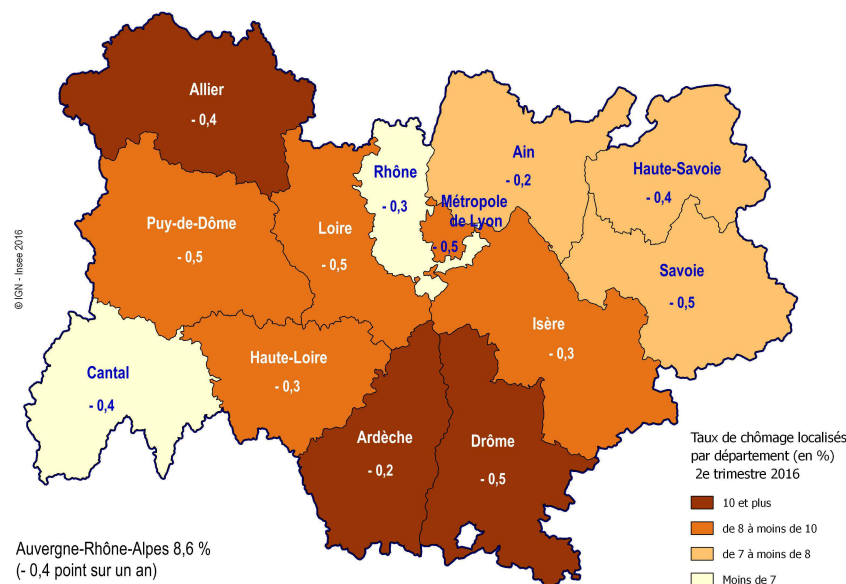 Allier
- 0,4
Rhône
- 0,3
Ain
- 0,2
Haute-Savoie
- 0,4
Métropole
de Lyon
- 0,5
Puy-de-Dôme
- 0,5
Loire
- 0,5
Savoie
- 0,5
Isère
- 0,3
Haute-Loire
- 0,3
Cantal
- 0,4
Ardèche
- 0,2
Drôme
- 0,5
© IGN - Insee 2016
Taux de chômage localisés
par département (en %)
2e trimestre 2016
10 et plus
de 8 à moins de 10
de 7 à moins de 8
Moins de 7
Auvergne-Rhône-Alpes 8,6 %
(- 0,4 point sur un an)